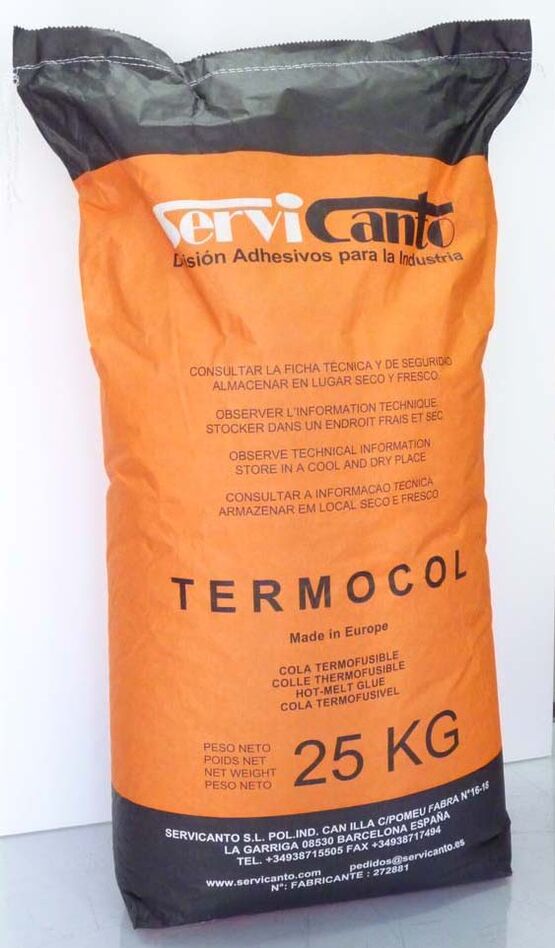 ServiCanto
División Adhesivos para la Industria
CONSULTAR LA FICHA TÉCNICA Y DE SEGURIDAD
ALMACENAR EN LUGAR SECO Y FRESCO
OBSERVER L'INFORMATION TECHNIQUE
STOCKER DANS UN ENDROIT FRAIS ET SEC
OBSERVE TECHNICAL INFORMATION
STORE IN A COOL AND DRY PLACE
CONSULTAR A INFORMACAO TECNICA
ARMAZENAR EM LOCAL SECO E FRESCO
TERMOCOL
Made in Europe
COLA TERMOFUSIBLE
COLLE THERMOFUSIBLE
HOT-MELT GLUE
COLA TERMOFUSIVEL
PESO NETO
POIDS NET
NET WEIGHT
PESO NETO
25 KG
SERVICANTO S.L. POL.IND. CAN ILLA C/POMEU FABRA Nº16-18
LA GARRIGA 08530 BARCELONA ESPAÑA
TEL. +34938715505 FAX +34938717494
www.servicanto.com pedidos@servicanto.es
Nº: FABRICANTE : 272881